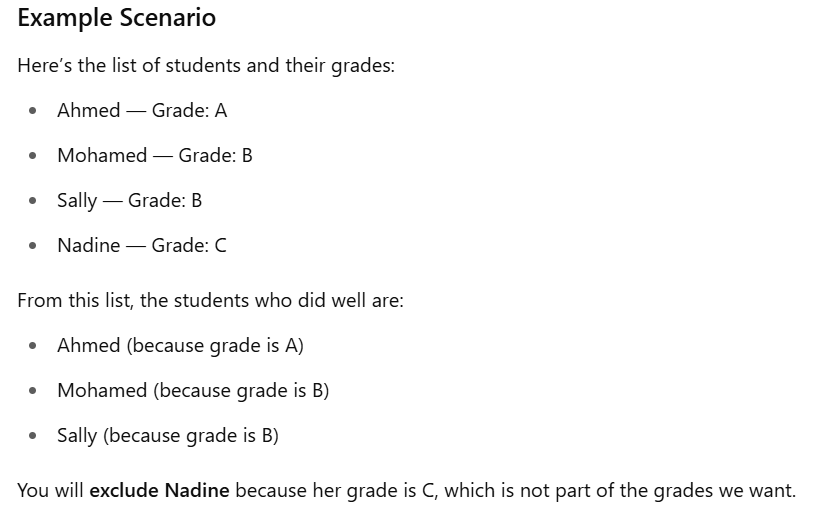 Example Scenario
Here’s the list of students and their grades:
• Ahmed — Grade: A
• Mohamed — Grade: B
• Sally — Grade: B
• Nadine — Grade: C
From this list, the students who did well are:
• Ahmed (because grade is A)
• Mohamed (because grade is B)
• Sally (because grade is B)
You will exclude Nadine because her grade is C, which is not part of the grades we want.